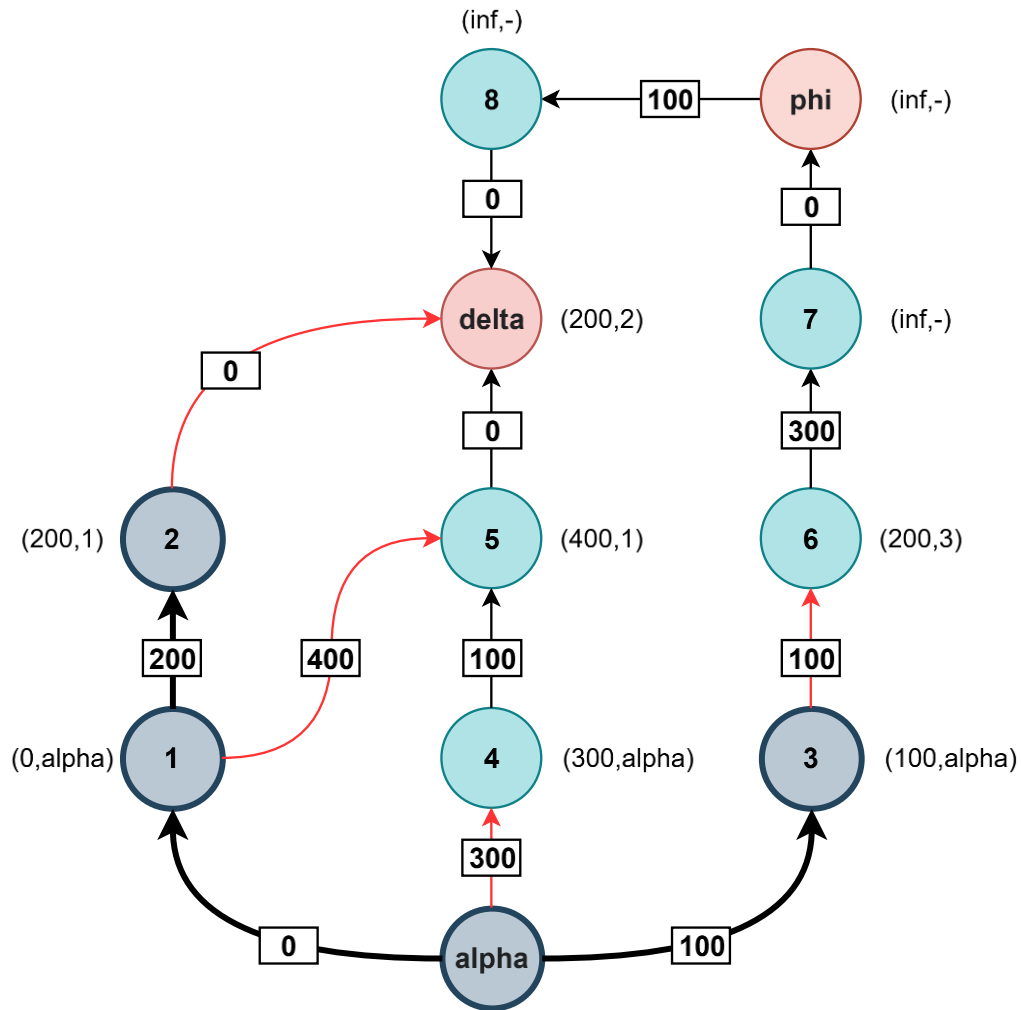 (inf,-)
8
100
phi
(inf,-)
0
0
delta
(200,2)
7
(inf,-)
0
0
300
(200,1)
2
5
(400,1)
6
(200,3)
200
400
100
100
(0,alpha)
1
4
(300,alpha)
3
(100,alpha)
300
0
alpha
100